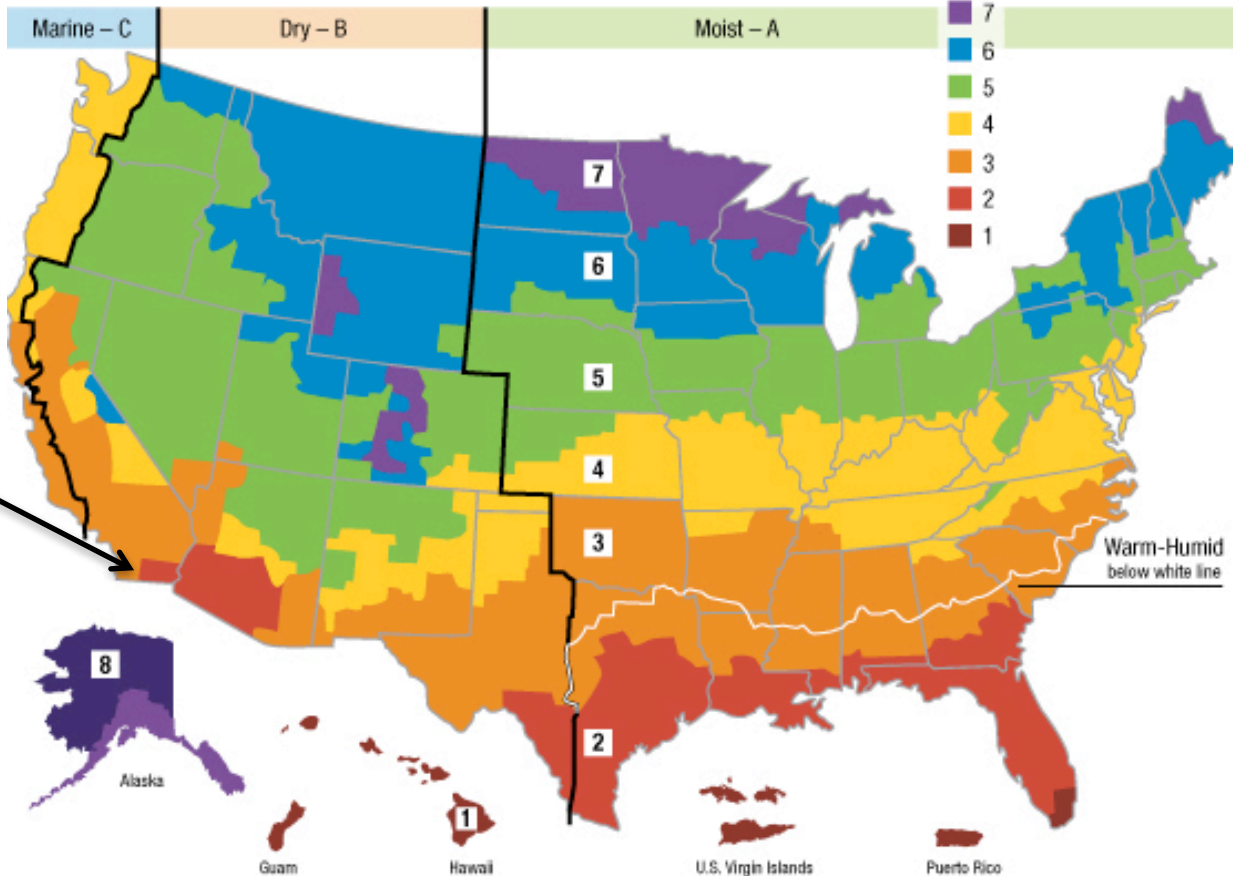 Marine – C
Dry – B
Moist – A
7
6
5
4
3
2
1
7
6
5
4
3
2
Warm-Humid
below white line
8
Alaska
1
Guam
Hawaii
U.S. Virgin Islands
Puerto Rico